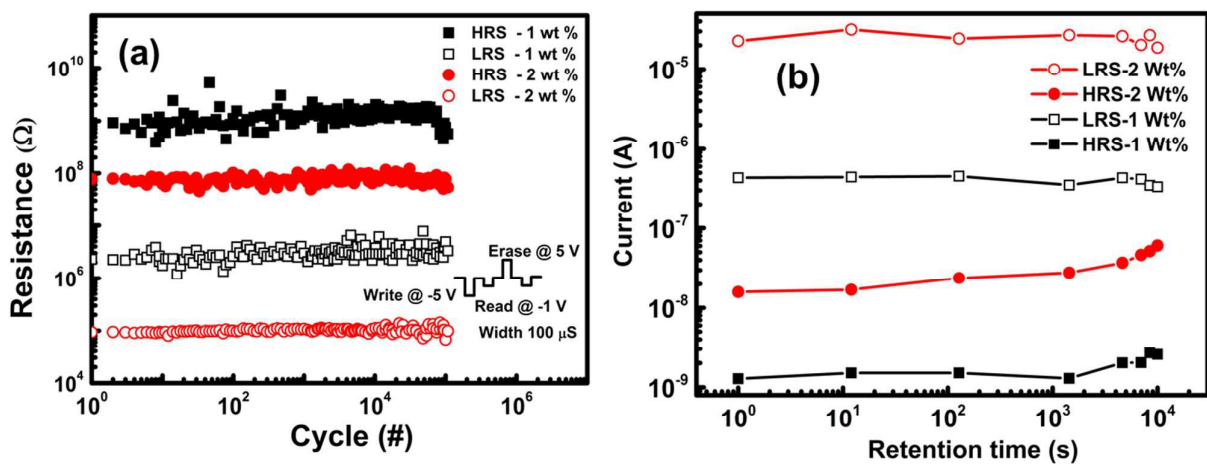 (a)
HRS - 1 wt %
LRS - 1 wt %
HRS - 2 wt %
LRS - 2 wt %
Resistance (Ω)
10^10
10^8
10^6
10^4
Erase @ 5 V
Write @ -5 V
Read @ -1 V
Width 100 μS
10^0
10^2
10^4
10^6
Cycle (#)
(b)
LRS-2 Wt%
HRS-2 Wt%
LRS-1 Wt%
HRS-1 Wt%
Current (A)
10^-5
10^-6
10^-7
10^-8
10^-9
10^0
10^1
10^2
10^3
10^4
Retention time (s)